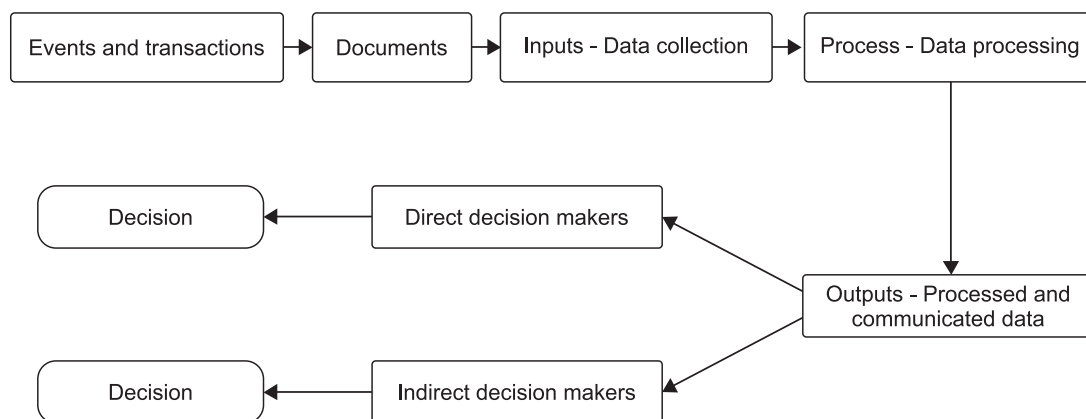 Events and transactions
Documents
Inputs - Data collection
Process - Data processing
Decision
Direct decision makers
Outputs - Processed and
communicated data
Decision
Indirect decision makers